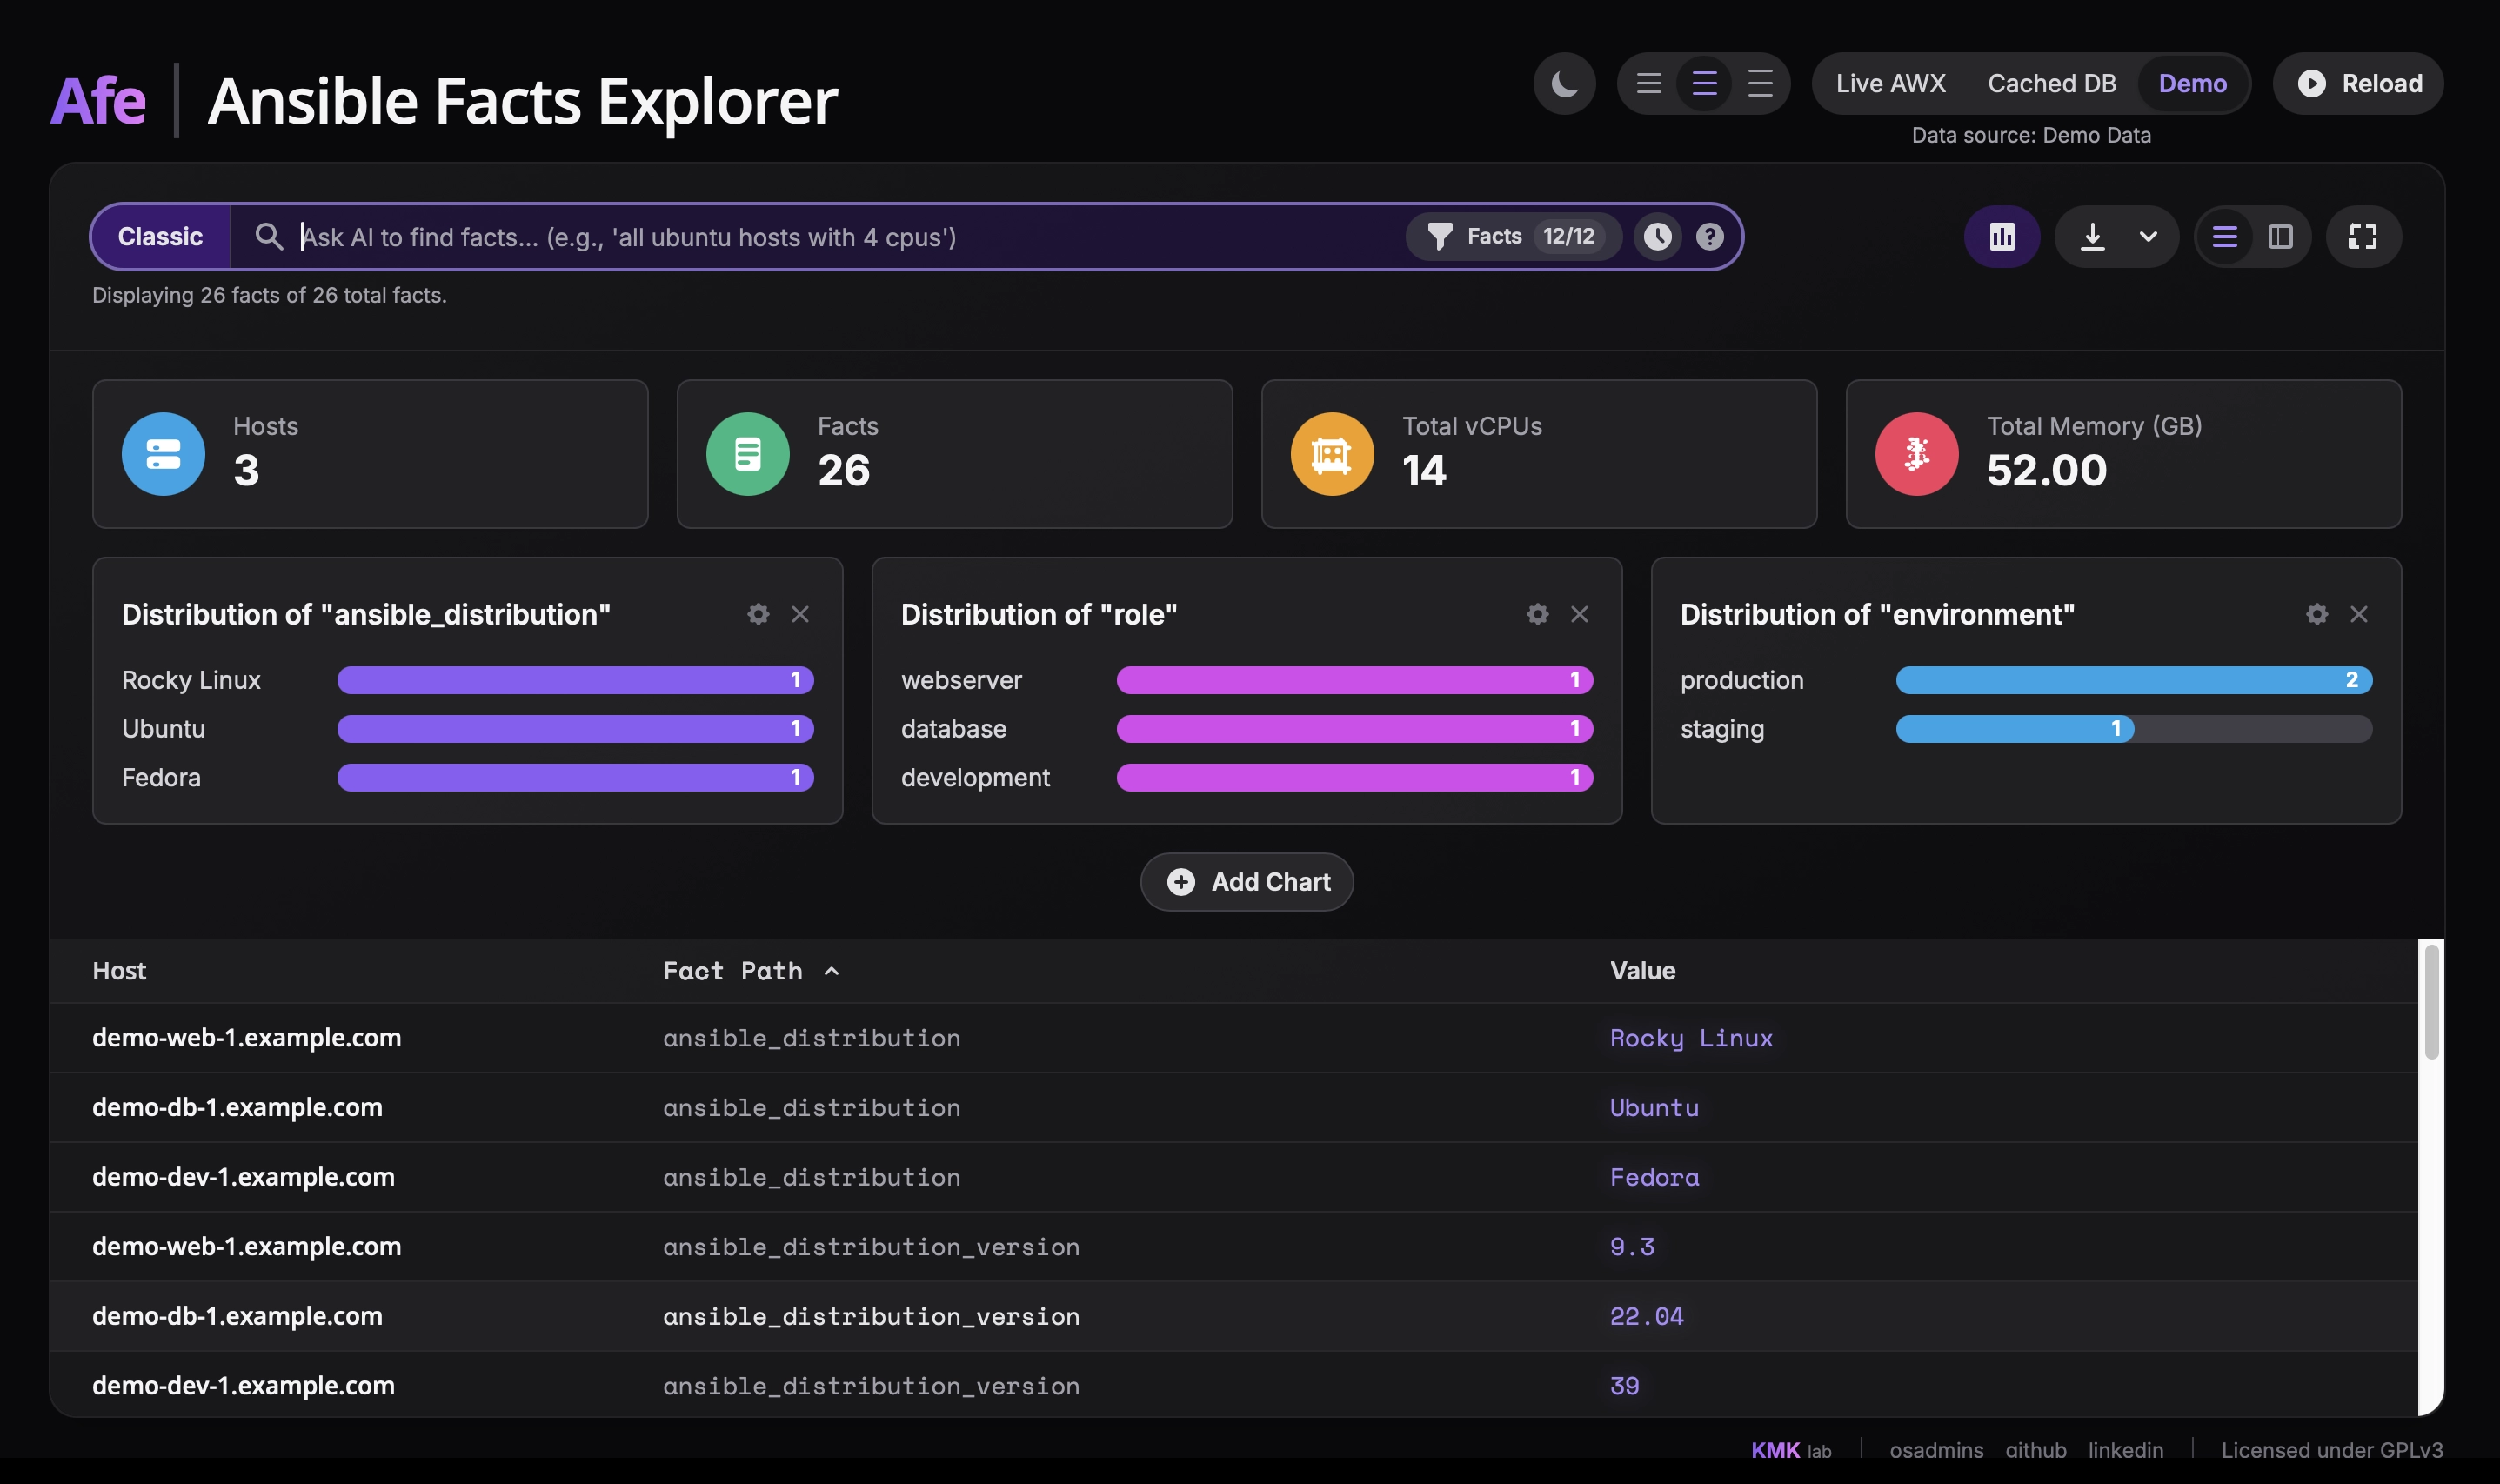 Afe | Ansible Facts Explorer
Live AWX Cached DB Demo
Reload
Data source: Demo Data
Classic
Ask AI to find facts... (e.g., 'all ubuntu hosts with 4 cpus')
Facts 12/12
?
Displaying 26 facts of 26 total facts.
Hosts
3
Facts
26
Total vCPUs
14
Total Memory (GB)
52.00
Distribution of "ansible_distribution"
Rocky Linux 1
Ubuntu 1
Fedora 1
Distribution of "role"
webserver 1
database 1
development 1
Distribution of "environment"
production 2
staging 1
Add Chart
Host Fact Path Value
demo-web-1.example.com ansible_distribution Rocky Linux
demo-db-1.example.com ansible_distribution Ubuntu
demo-dev-1.example.com ansible_distribution Fedora
demo-web-1.example.com ansible_distribution_version 9.3
demo-db-1.example.com ansible_distribution_version 22.04
demo-dev-1.example.com ansible_distribution_version 39
KMK lab | osadmins github linkedin | Licensed under GPLv3